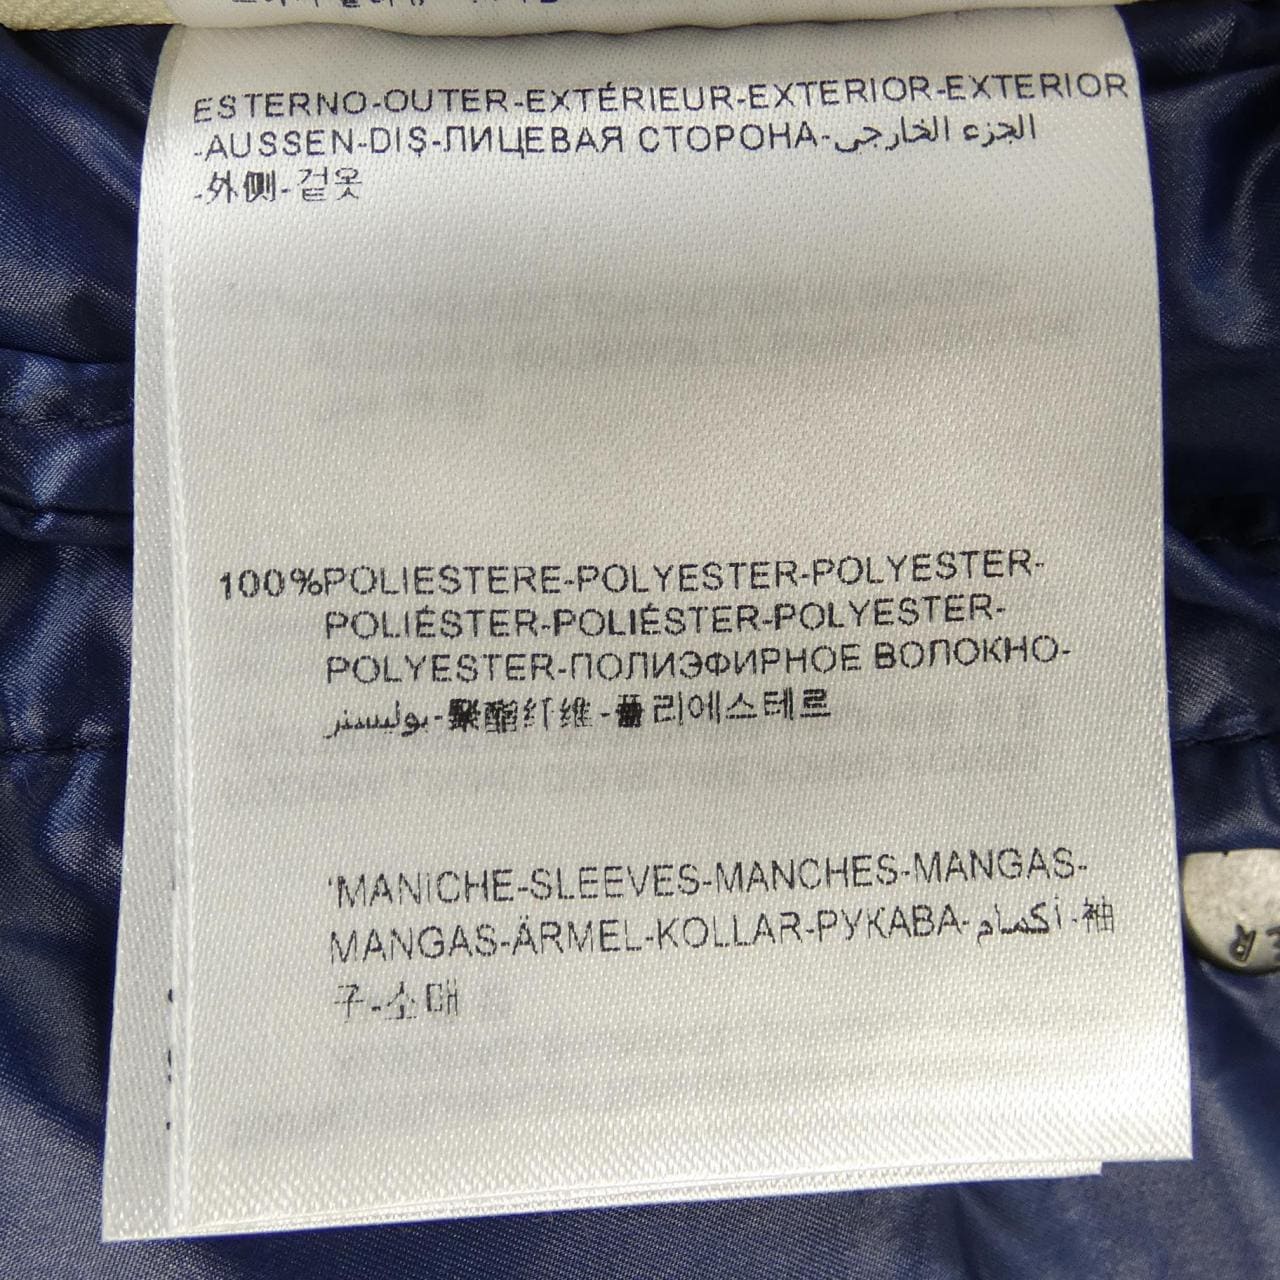 ESTERNO-OUTER-EXTÉRIEUR-EXTERIOR-EXTERIOR
-AUSSEN-DIŞ-ЛИЦЕВАЯ СТОРОНА-الجزء الخارجي
-外侧-겉옷
100%POLIESTERE-POLYESTER-POLYESTER-
POLIÉSTER-POLIÉSTER-POLYESTER-
POLYESTER-ПОЛИЭФИРНОЕ ВОЛОКНО-
بوليستر-聚酯纤维-폴리에스테르
'MANICHE-SLEEVES-MANCHES-MANGAS-
MANGAS-ÄRMEL-KOLLAR-РУКАВА-أكمام-袖
子-소매